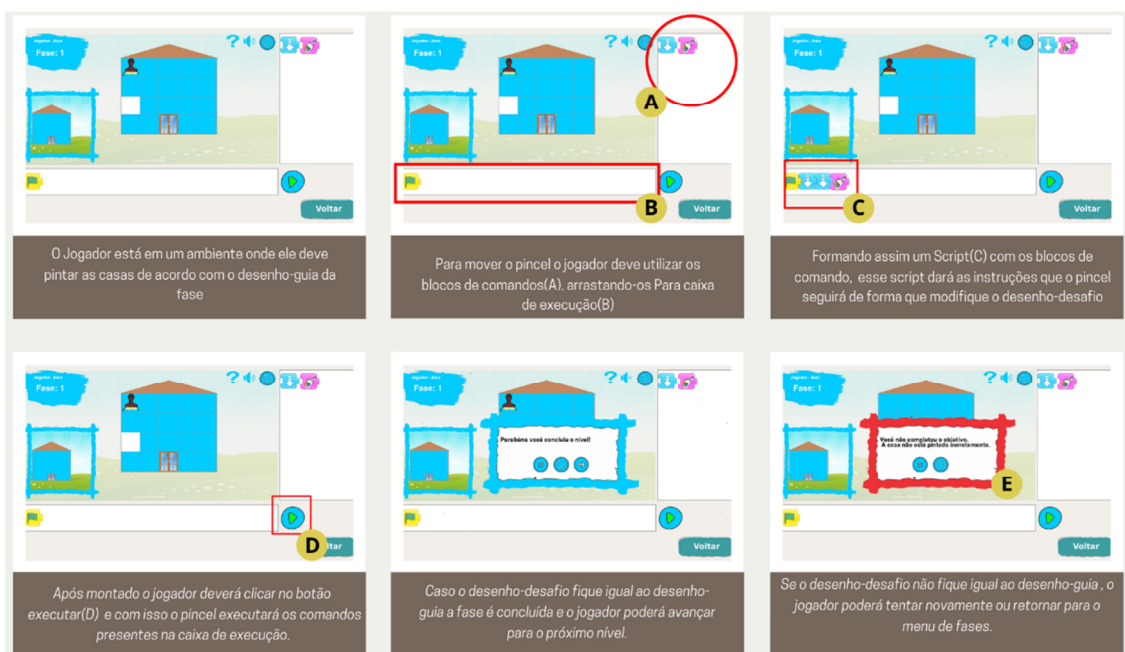 Fase: 1
?
Voltar
O Jogador está em um ambiente onde ele deve
pintar as casas de acordo com o desenho-guia da
fase
Fase: 1
?
A
B
Voltar
Para mover o pincel o jogador deve utilizar os
blocos de comandos(A), arrastando-os Para caixa
de execução(B)
Fase: 1
?
C
Voltar
Formando assim um Script(C) com os blocos de
comando, esse script dará as instruções que o pincel
seguirá de forma que modifique o desenho-desafio
Fase: 1
?
D
ltar
Após montado o jogador deverá clicar no botão
executar(D) e com isso o pincel executará os comandos
presentes na caixa de execução.
Fase: 1
?
Parabéns você concluiu o nível!
Voltar
Caso o desenho-desafio fique igual ao desenho-
guia a fase é concluída e o jogador poderá avançar
para o próximo nível.
Fase: 1
?
Você não completou o objetivo.
A casa não está pintada corretamente.
E
Voltar
Se o desenho-desafio não fique igual ao desenho-guia , o
jogador poderá tentar novamente ou retornar para o
menu de fases.